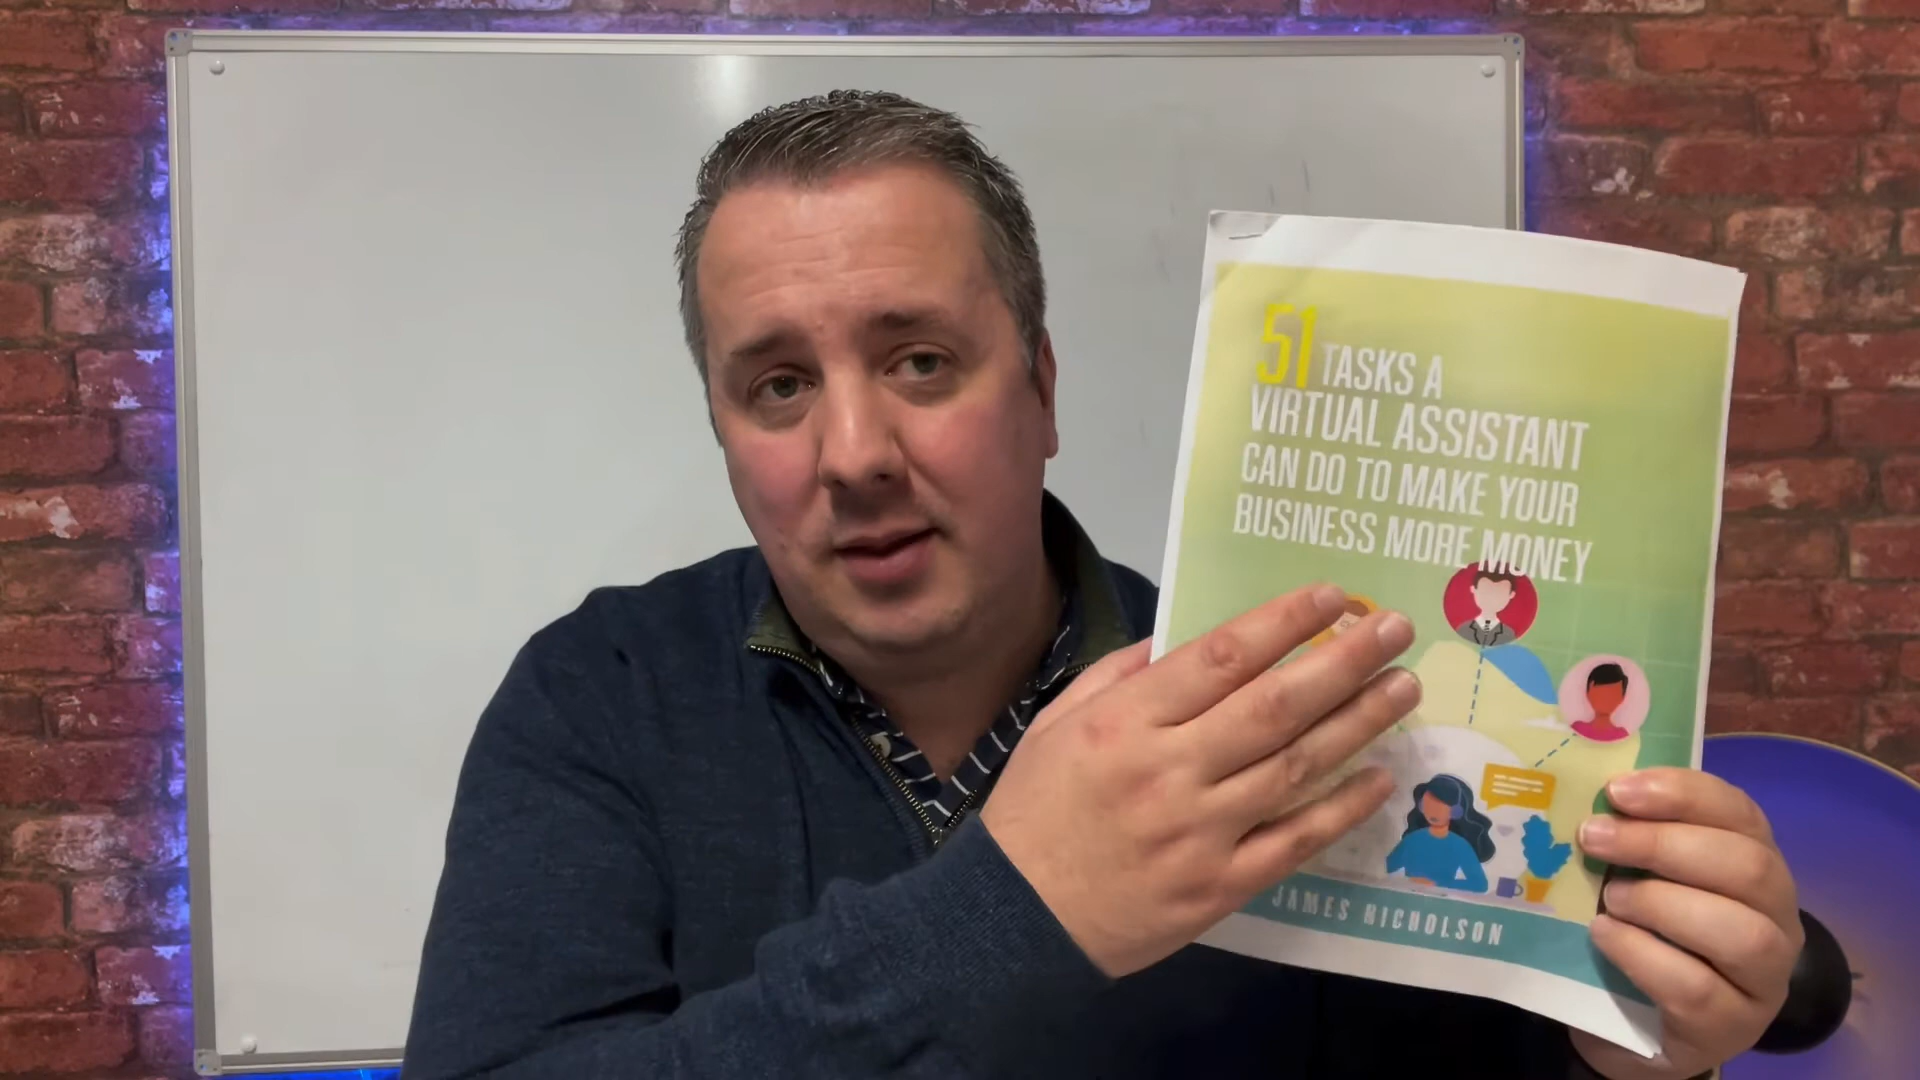 51 TASKS A
VIRTUAL ASSISTANT
CAN DO TO MAKE YOUR
BUSINESS MORE MONEY
JAMES NICHOLSON